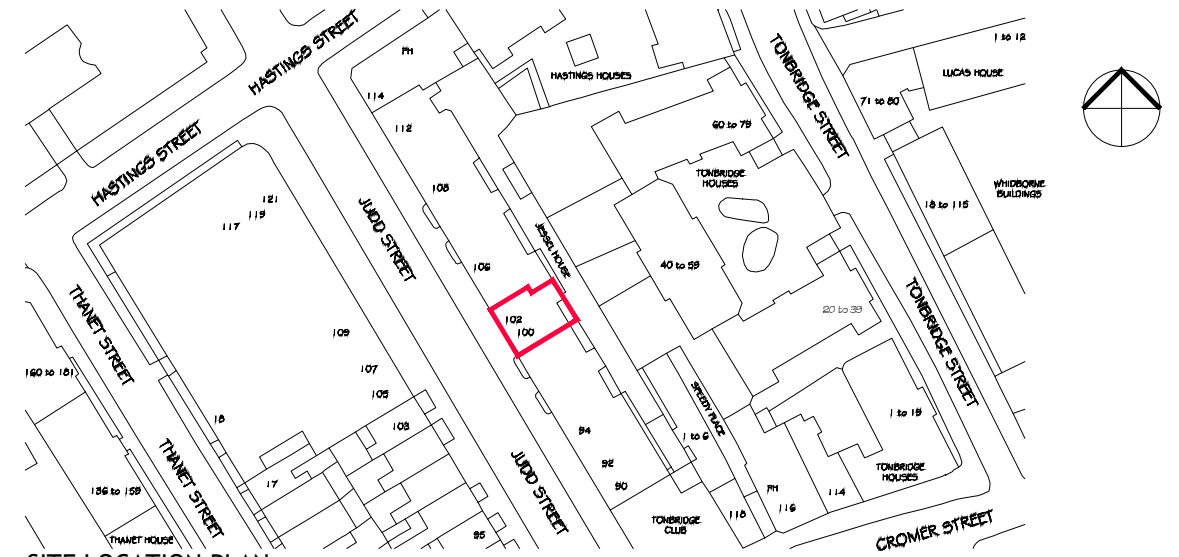 HASTINGS STREET
PH
HASTINGS HOUSES
TONBRIDGE STREET
1 to 12
LUCAS HOUSE
114
71 to 80
112
60 to 79
HASTINGS STREET
108
TONBRIDGE
HOUSES
WHIDBORNE
BUILDINGS
121
119
117
18 to 115
JUDD STREET
JESSEL HOUSE
106
40 to 59
THANET STREET
102
100
20 to 39
TONBRIDGE STREET
109
107
160 to 181
105
103
18
94
SPEEDY PLACE
1 to 6
1 to 19
92
90
JUDD STREET
TONBRIDGE
HOUSES
THANET STREET
17
136 to 159
PH
116
114
118
TONBRIDGE
CLUB
CROMER STREET
95
THANET HOUSE
SITE LOCATION PLAN